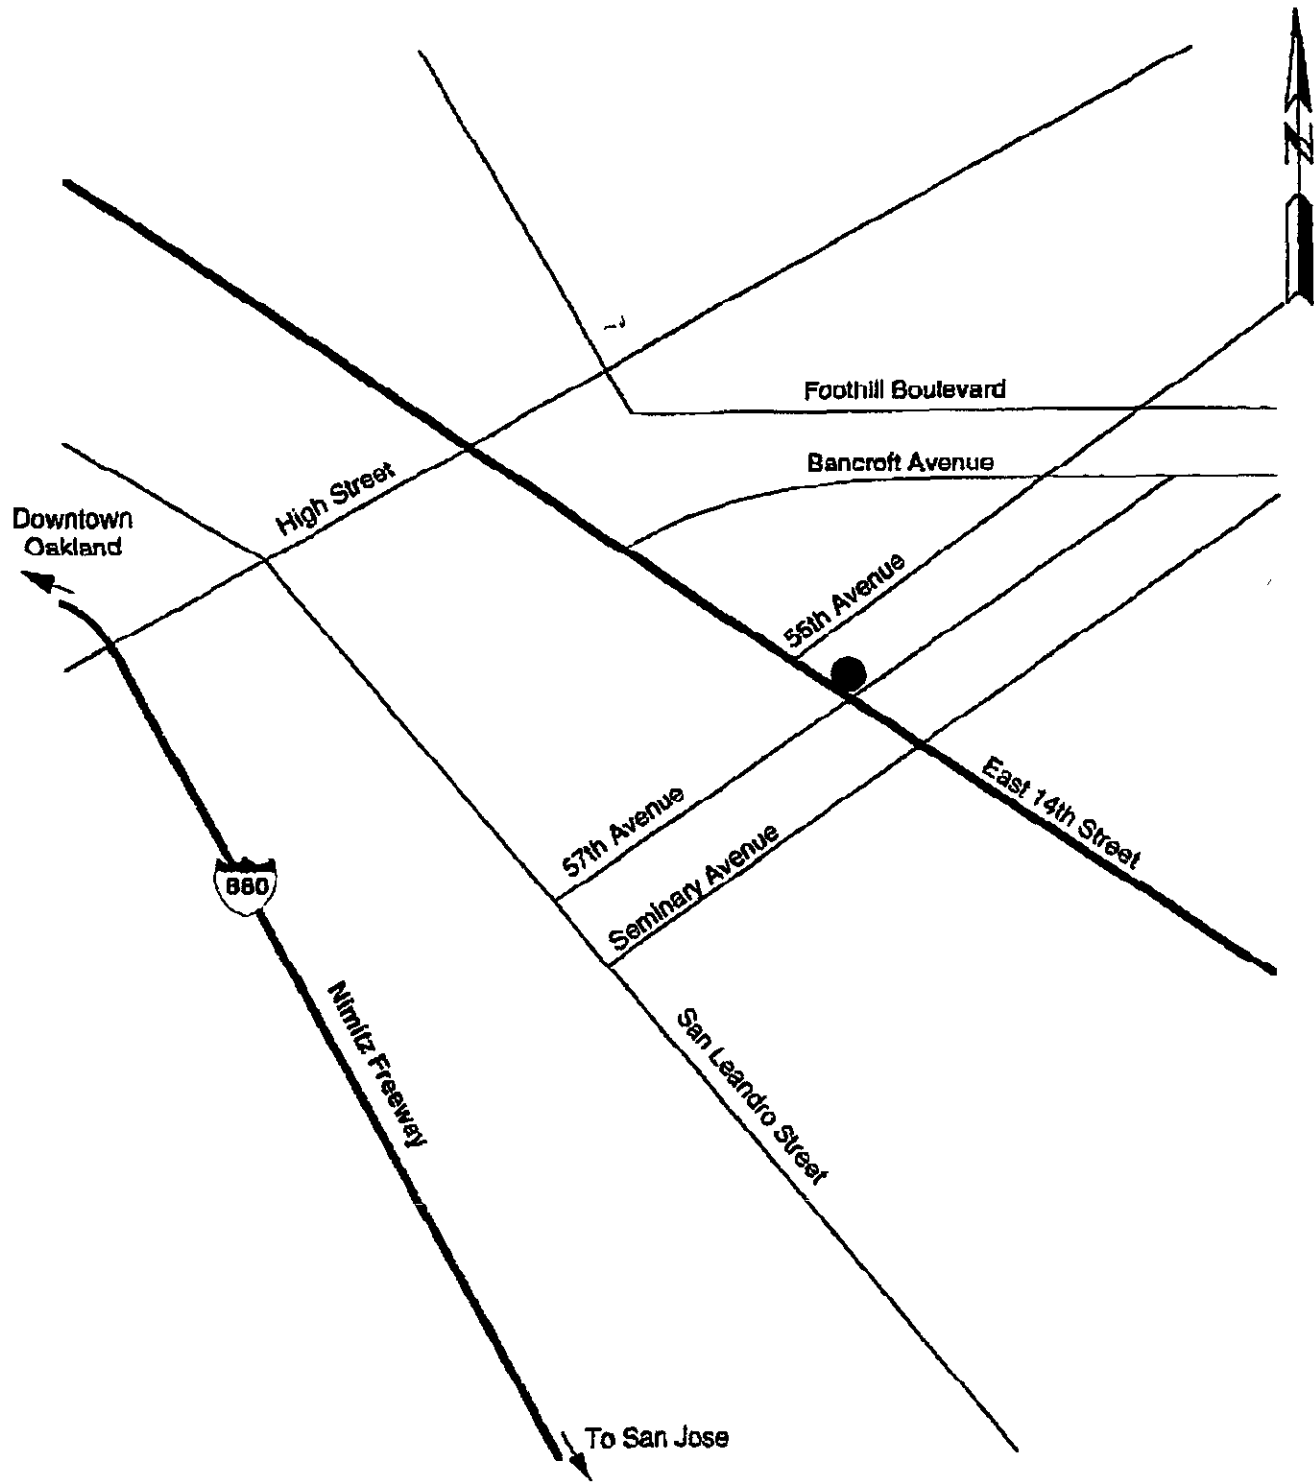 N
Foothill Boulevard
Bancroft Avenue
High Street
Downtown
Oakland
56th Avenue
57th Avenue
Seminary Avenue
East 14th Street
880
Nimitz Freeway
San Leandro Street
To San Jose